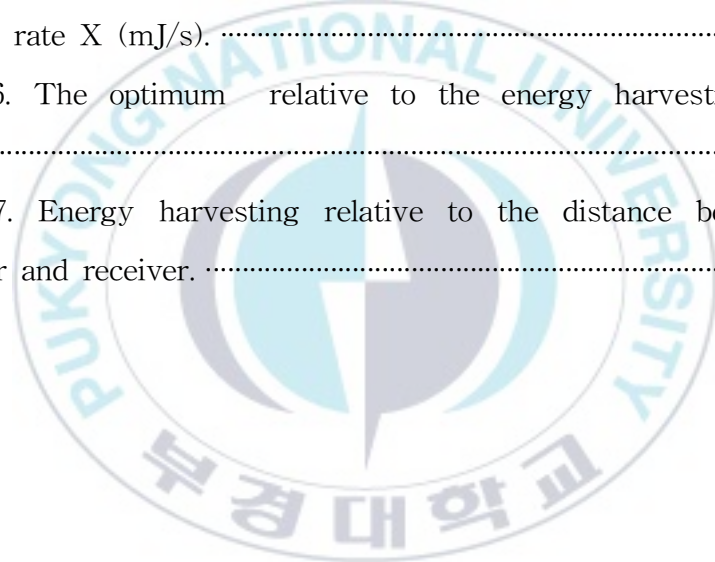 rate X (mJ/s). ································································
6. The optimum relative to the energy harvesti
································································
7. Energy harvesting relative to the distance be
r and receiver. ································································
PUKYONG NATIONAL UNIVERSITY
부경대학교